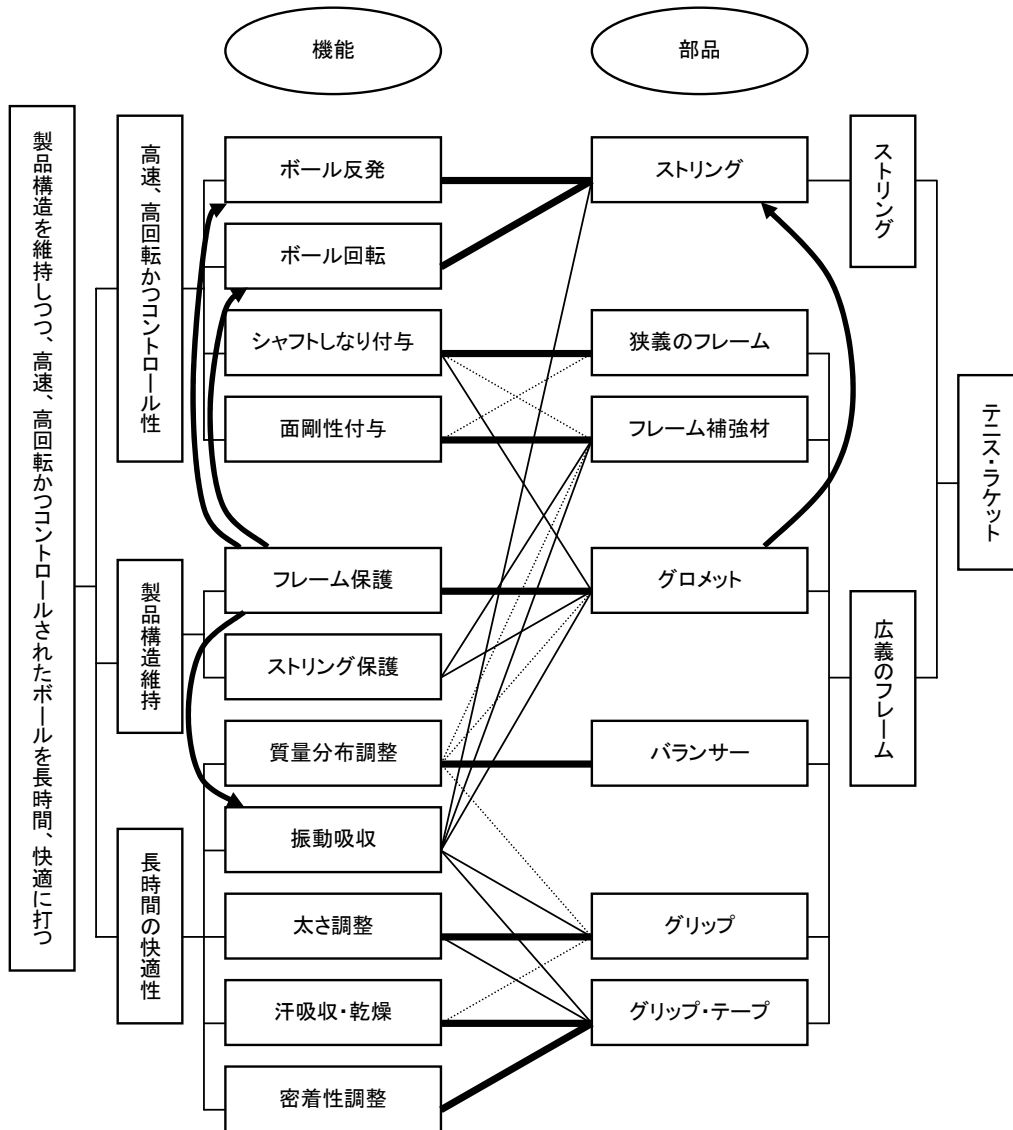 機能
部品
製品構造を維持しつつ、高速、高回転かつコントロールされたボールを長時間、快適に打つ
高速、高回転かつコントロール性
製品構造維持
長時間の快適性
ボール反発
ボール回転
シャフトしなり付与
面剛性付与
フレーム保護
ストリング保護
質量分布調整
振動吸収
太さ調整
汗吸収・乾燥
密着性調整
ストリング
狭義のフレーム
フレーム補強材
グロメット
バランサー
グリップ
グリップ・テープ
ストリング
広義のフレーム
テニス・ラケット